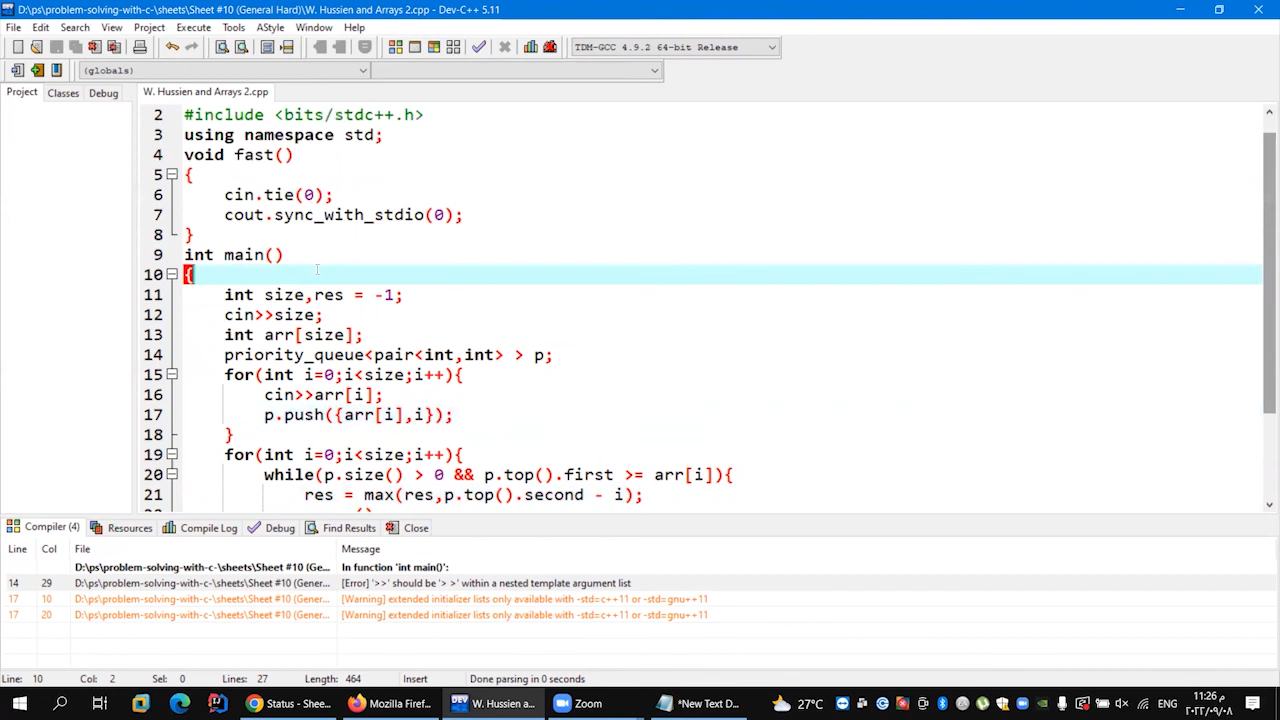 D:\ps\problem-solving-with-c-\sheets\Sheet #10 (General Hard)\W. Hussien and Arrays 2.cpp - Dev-C++ 5.11
File Edit Search View Project Execute Tools AStyle Window Help
TDM-GCC 4.9.2 64-bit Release
(globals)
Project Classes Debug
W. Hussien and Arrays 2.cpp
2 #include <bits/stdc++.h>
3 using namespace std;
4 void fast()
5 {
6 cin.tie(0);
7 cout.sync_with_stdio(0);
8 }
9 int main()
10 {
11 int size,res = -1;
12 cin>>size;
13 int arr[size];
14 priority_queue<pair<int,int> > p;
15 for(int i=0;i<size;i++){
16 cin>>arr[i];
17 p.push({arr[i],i});
18 }
19 for(int i=0;i<size;i++){
20 while(p.size() > 0 && p.top().first >= arr[i]){
21 res = max(res,p.top().second - i);
Compiler (4) Resources Compile Log Debug Find Results Close
Line Col File Message
D:\ps\problem-solving-with-c-\sheets\Sheet #10 (Ge... In function 'int main()':
14 29 D:\ps\problem-solving-with-c-\sheets\Sheet #10 (Gener... [Error] '>>' should be '> >' within a nested template argument list
17 10 D:\ps\problem-solving-with-c-\sheets\Sheet #10 (Gener... [Warning] extended initializer lists only available with -std=c++11 or -std=gnu++11
17 20 D:\ps\problem-solving-with-c-\sheets\Sheet #10 (Gener... [Warning] extended initializer lists only available with -std=c++11 or -std=gnu++11
Line: 10 Col: 2 Sel: 0 Lines: 27 Length: 464 Insert Done parsing in 0 seconds
Status - Shee... Mozilla Firef... W. Hussien a... Zoom *New Text D... 27°C
١١:٢٦ م
٢٠٢٢/٠٩/٠٨